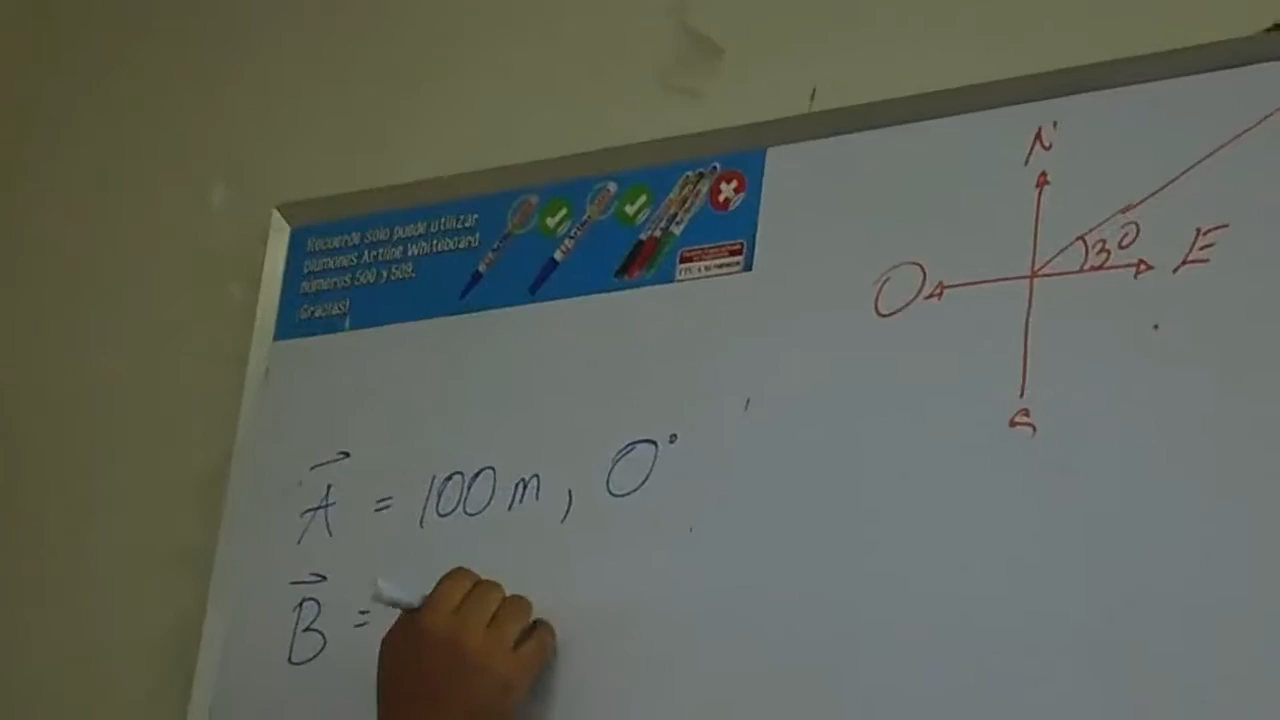 Recuerde solo puede utilizar
plumones Artline Whiteboard
números 500 y 509.
¡Gracias!
N
30
E
O
S
A = 100 m, 0°
B =